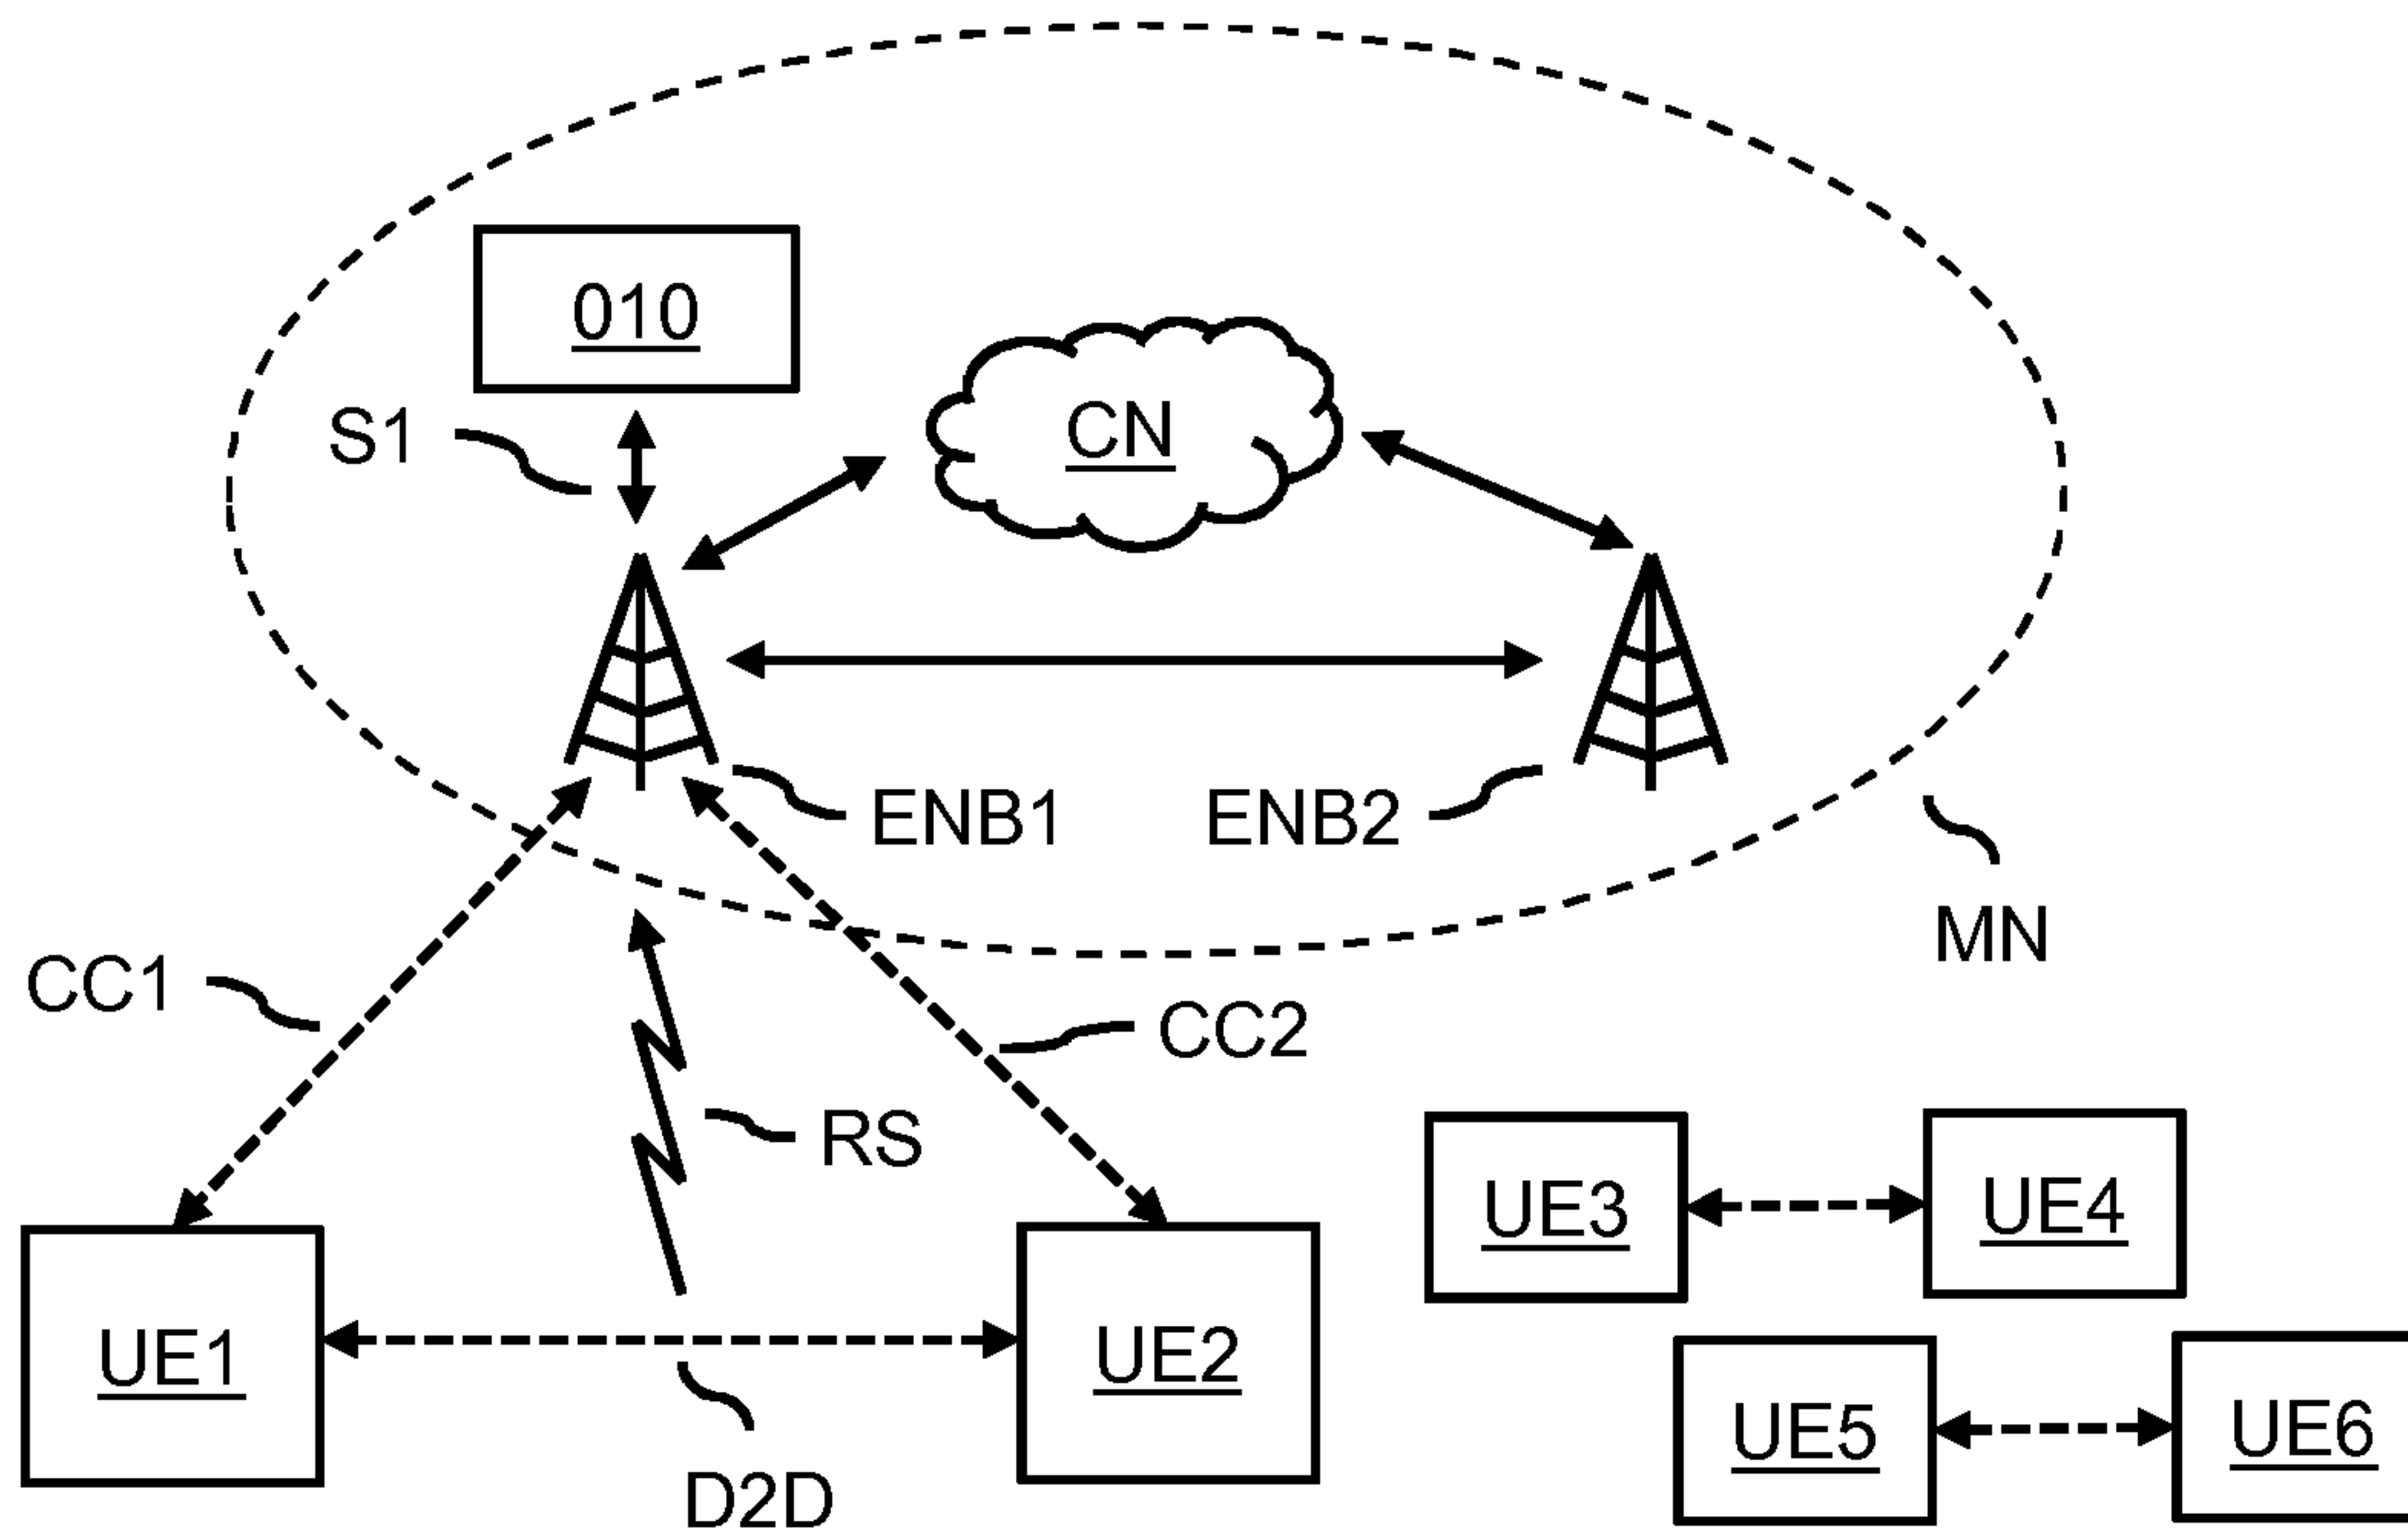 010
S1
CN
ENB1
ENB2
MN
CC1
CC2
RS
UE3
UE4
UE1
UE2
UE5
UE6
D2D